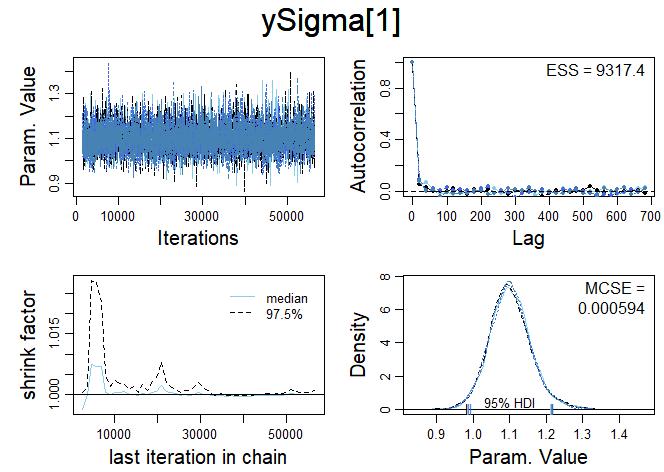 ySigma[1]
Param. Value
0.9
1.1
1.3
0
10000
30000
50000
Iterations
Autocorrelation
0.0
0.4
0.8
ESS = 9317.4
0 100 200 300 400 500 600 700
Lag
shrink factor
1.000
1.015
median
97.5%
10000
30000
50000
last iteration in chain
Density
0
2
4
6
8
MCSE =
0.000594
95% HDI
0.9 1.0 1.1 1.2 1.3 1.4
Param. Value